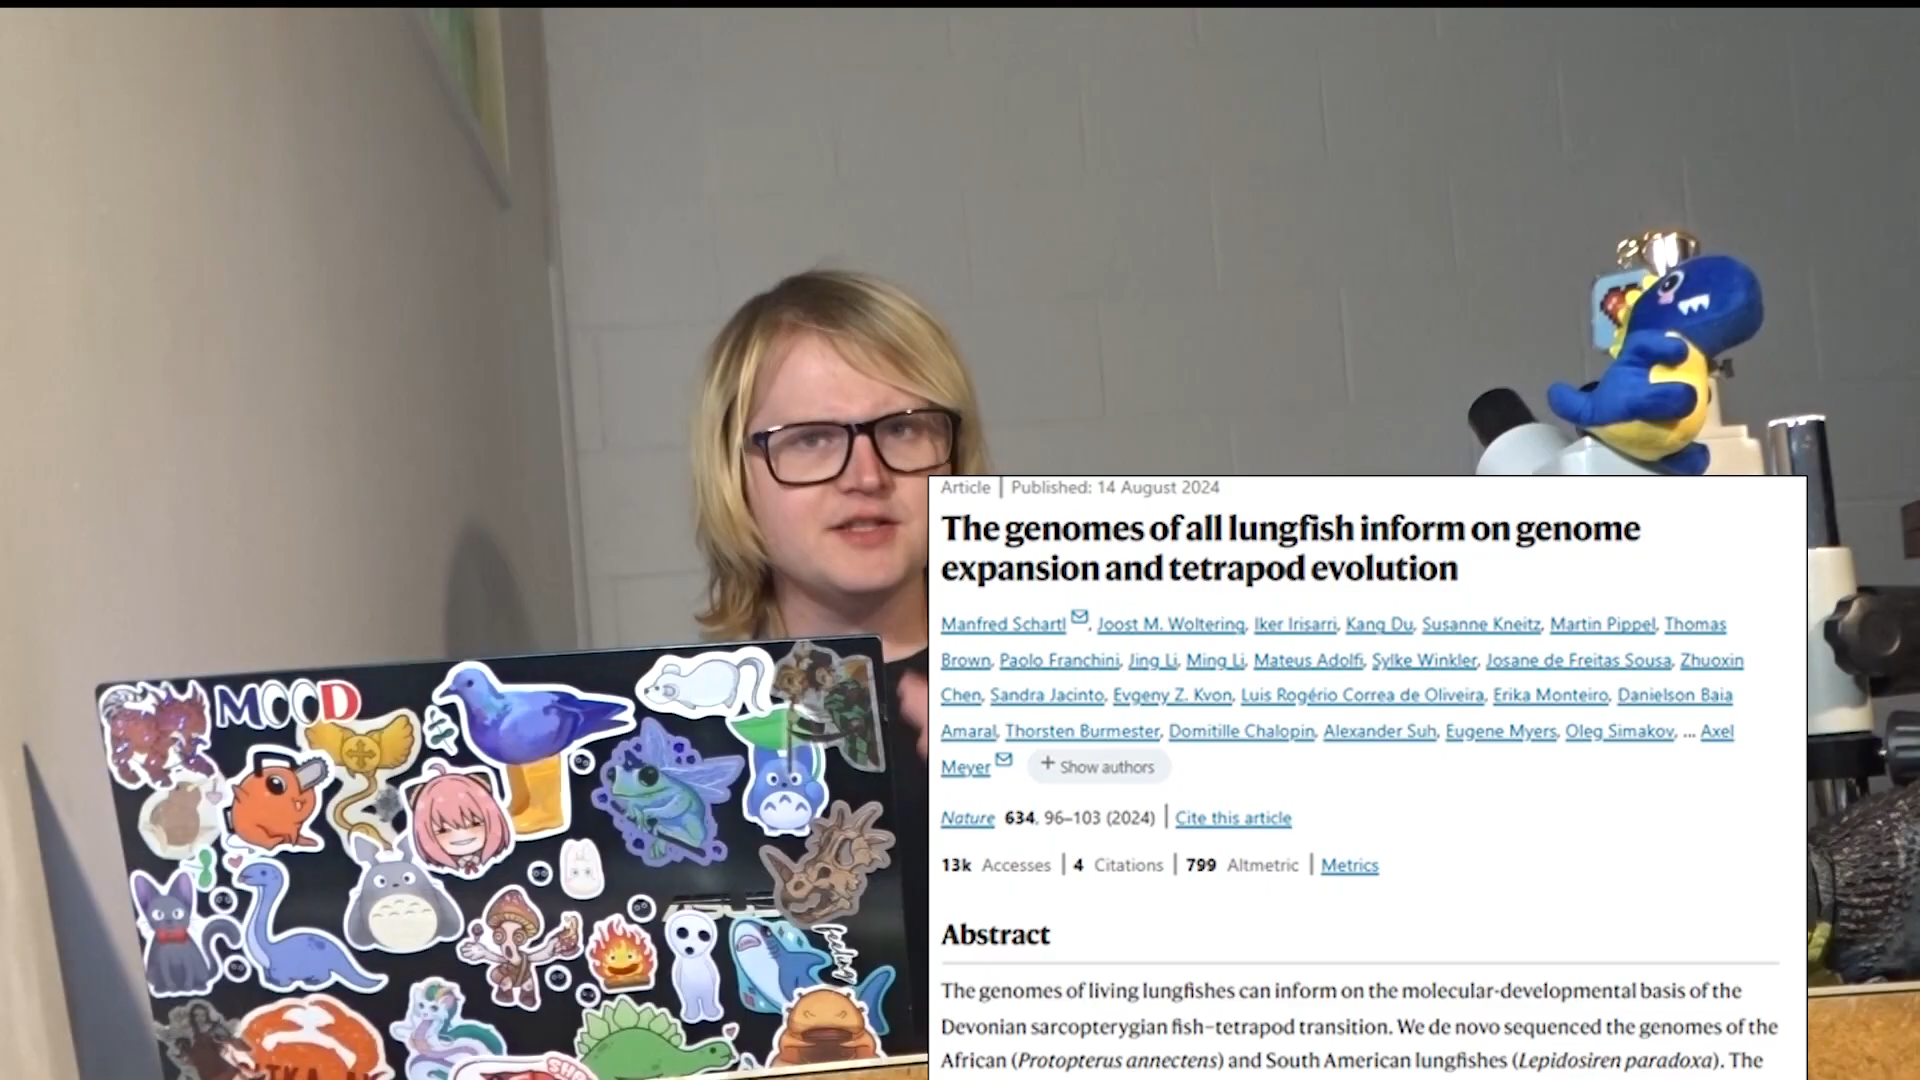 Article | Published: 14 August 2024
The genomes of all lungfish inform on genome
expansion and tetrapod evolution
Manfred Schartl, Joost M. Woltering, Iker Irisarri, Kang Du, Susanne Kneitz, Martin Pippel, Thomas
Brown, Paolo Franchini, Jing Li, Ming Li, Mateus Adolfi, Sylke Winkler, Josane de Freitas Sousa, Zhuoxin
Chen, Sandra Jacinto, Evgeny Z. Kvon, Luis Rogério Correa de Oliveira, Erika Monteiro, Danielson Baia
Amaral, Thorsten Burmester, Domitille Chalopin, Alexander Suh, Eugene Myers, Oleg Simakov, ... Axel
Meyer + Show authors
Nature 634, 96–103 (2024) | Cite this article
13k Accesses | 4 Citations | 799 Altmetric | Metrics
Abstract
The genomes of living lungfishes can inform on the molecular-developmental basis of the
Devonian sarcopterygian fish–tetrapod transition. We de novo sequenced the genomes of the
African (Protopterus annectens) and South American lungfishes (Lepidosiren paradoxa). The
MOOD